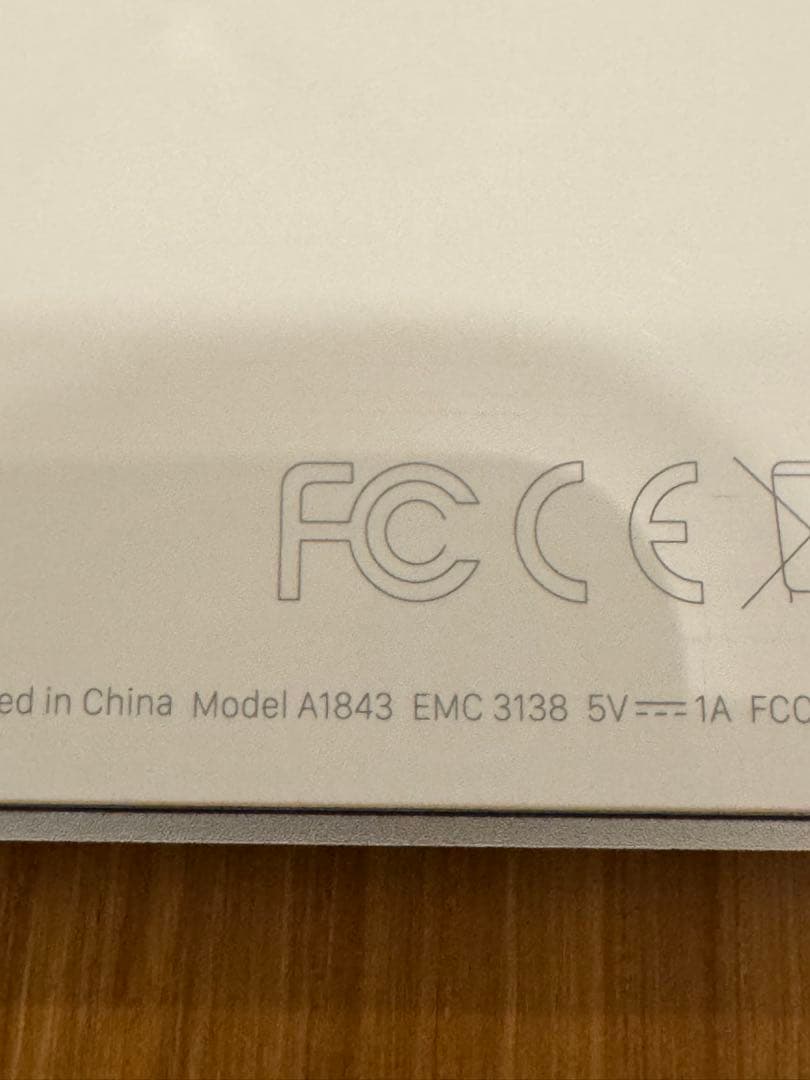 FC CE
ed in China Model A1843 EMC 3138 5V⎓1A FCC